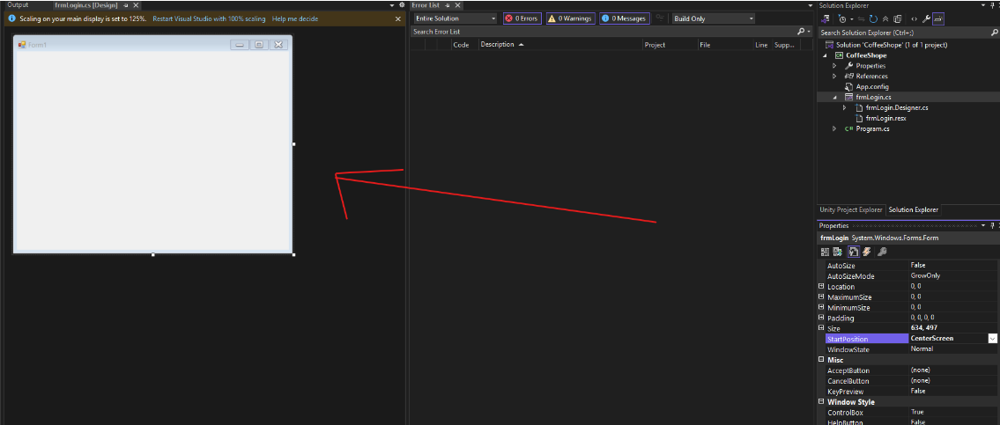 Output
frmLogin.cs [Design]
Scaling on your main display is set to 125%. Restart Visual Studio with 100% scaling Help me decide
Form1
Error List
Entire Solution
0 Errors
0 Warnings
0 Messages
Build Only
Search Error List
Code Description Project File Line Supp...
Solution Explorer
Search Solution Explorer (Ctrl+;)
Solution 'CoffeeShope' (1 of 1 project)
CoffeeShope
Properties
References
App.config
frmLogin.cs
frmLogin.Designer.cs
frmLogin.resx
C# Program.cs
Unity Project Explorer Solution Explorer
Properties
frmLogin System.Windows.Forms.Form
AutoSize False
AutoSizeMode GrowOnly
Location 0, 0
MaximumSize 0, 0
MinimumSize 0, 0
Padding 0, 0, 0, 0
Size 634, 497
StartPosition CenterScreen
WindowState Normal
Misc
AcceptButton (none)
CancelButton (none)
KeyPreview False
Window Style
ControlBox True
HelpButton False